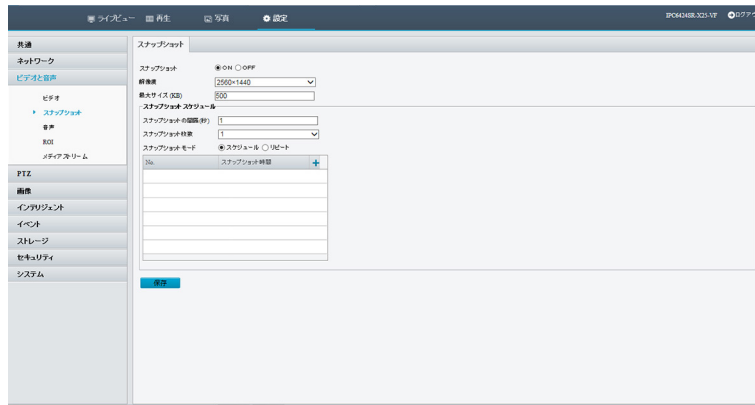 ライブビュー 再生 写真 設定 IPC6424SR-X25-VF ログアウ
共通
ネットワーク
ビデオと音声
ビデオ
スナップショット
音声
ROI
メディアストリーム
PTZ
画像
インテリジェント
イベント
ストレージ
セキュリティ
システム
スナップショット
スナップショット ON OFF
解像度 2560×1440
最大サイズ (KB) 500
スナップショット スケジュール
スナップショットの間隔(秒) 1
スナップショット枚数 1
スナップショットモード スケジュール リピート
No. スナップショット時間
保存